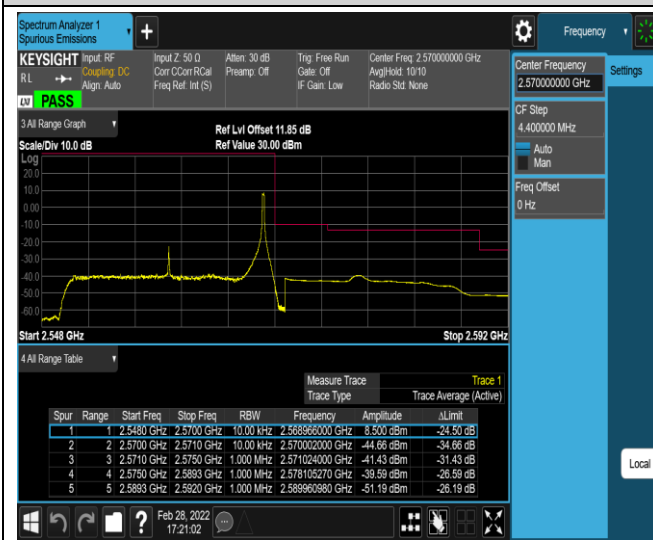 Spectrum Analyzer 1
Spurious Emissions
Frequency
KEYSIGHT Input: RF Input Z: 50 Ω Atten: 30 dB Trig: Free Run Center Freq: 2.570000000 GHz
RL Coupling: DC Corr CCorr RCal Preamp: Off Gate: Off Avg|Hold: 10/10
Align: Auto Freq Ref: Int (S) IF Gain: Low Radio Std: None
LXI PASS
Center Frequency
2.570000000 GHz
Settings
CF Step
4.400000 MHz
Auto
Man
Freq Offset
0 Hz
3 All Range Graph
Ref Lvl Offset 11.85 dB
Scale/Div 10.0 dB Ref Value 30.00 dBm
Log
20.0
10.0
0.00
-10.0
-20.0
-30.0
-40.0
-50.0
-60.0
Start 2.548 GHz Stop 2.592 GHz
4 All Range Table
Measure Trace Trace 1
Trace Type Trace Average (Active)
Spur Range Start Freq Stop Freq RBW Frequency Amplitude ΔLimit
1 1 2.5480 GHz 2.5700 GHz 10.00 kHz 2.568966000 GHz 8.500 dBm -24.50 dB
2 2 2.5700 GHz 2.5710 GHz 10.00 kHz 2.570002000 GHz -44.66 dBm -34.66 dB
3 3 2.5710 GHz 2.5750 GHz 1.000 MHz 2.571024000 GHz -41.43 dBm -31.43 dB
4 4 2.5750 GHz 2.5893 GHz 1.000 MHz 2.578105270 GHz -39.59 dBm -26.59 dB
5 5 2.5893 GHz 2.5920 GHz 1.000 MHz 2.589960980 GHz -51.19 dBm -26.19 dB
Local
Feb 28, 2022
17:21:02